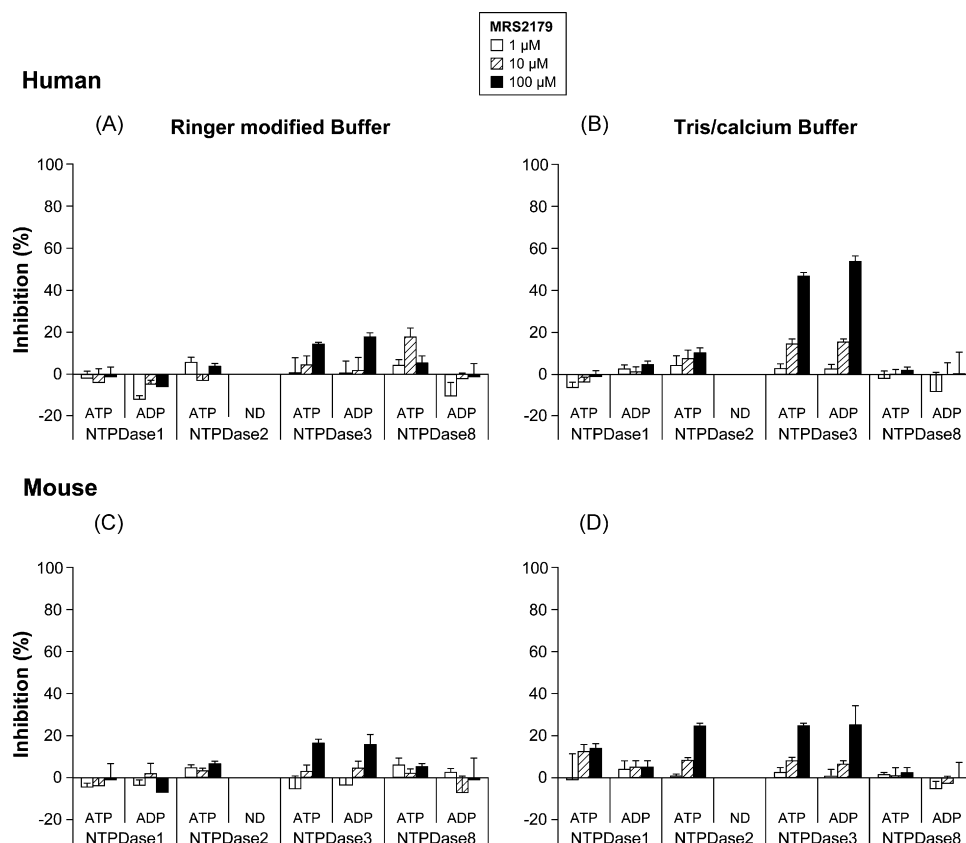 MRS2179
1 µM
10 µM
100 µM
Human
(A)
Ringer modified Buffer
(B)
Tris/calcium Buffer
Inhibition (%)
100
80
60
40
20
0
-20
ATP ADP ATP ND ATP ADP ATP ADP
NTPDase1 NTPDase2 NTPDase3 NTPDase8
100
80
60
40
20
0
-20
ATP ADP ATP ND ATP ADP ATP ADP
NTPDase1 NTPDase2 NTPDase3 NTPDase8
Mouse
(C)
(D)
Inhibition (%)
100
80
60
40
20
0
-20
ATP ADP ATP ND ATP ADP ATP ADP
NTPDase1 NTPDase2 NTPDase3 NTPDase8
100
80
60
40
20
0
-20
ATP ADP ATP ND ATP ADP ATP ADP
NTPDase1 NTPDase2 NTPDase3 NTPDase8